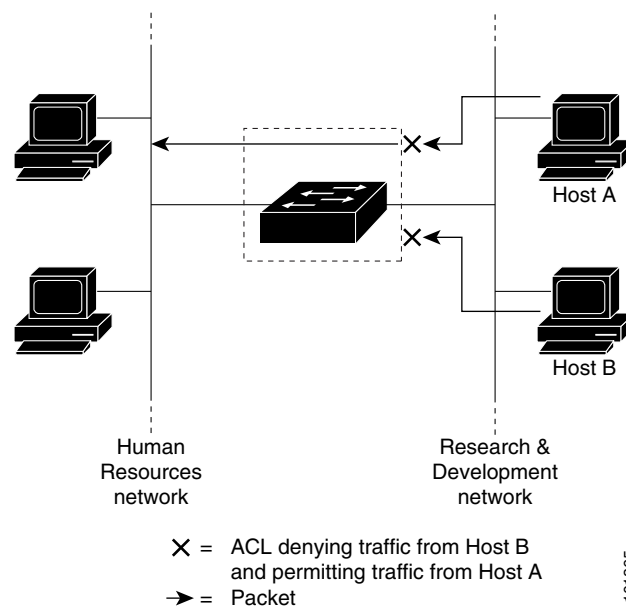 Host A
Host B
Human
Resources
network
Research &
Development
network
X = ACL denying traffic from Host B
and permitting traffic from Host A
→ = Packet